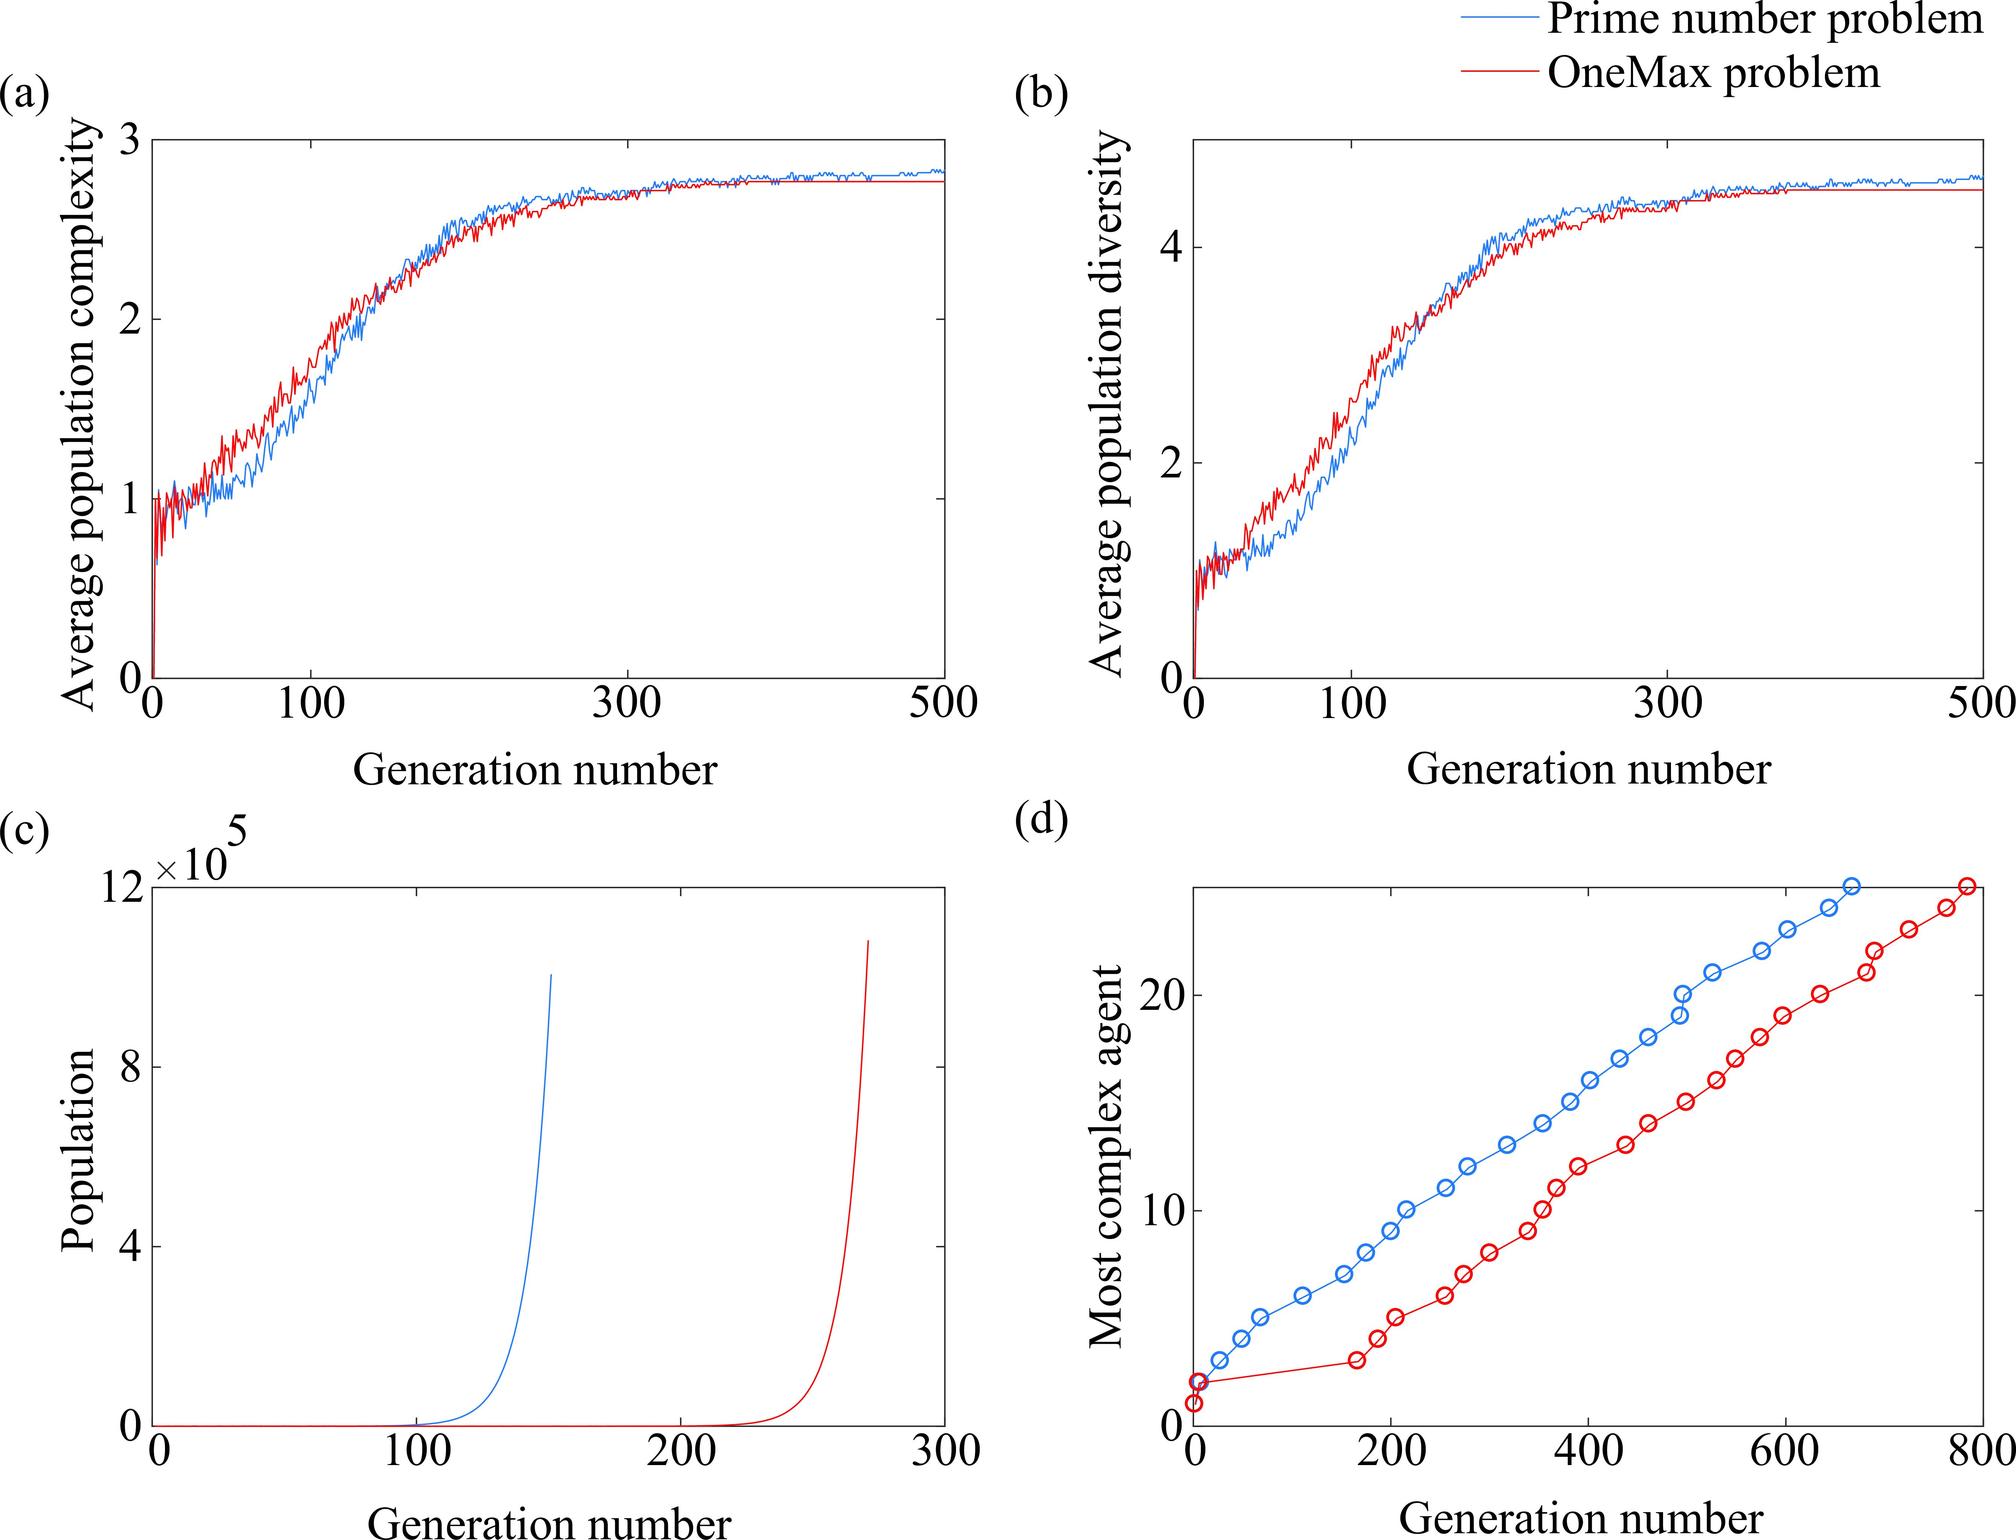 Prime number problem
OneMax problem
(a)
Average population complexity
3
2
1
0
0 100 300 500
Generation number
(b)
Average population diversity
4
2
0
0 100 300 500
Generation number
(c)
×10 5
Population
12
8
4
0
0 100 200 300
Generation number
(d)
Most complex agent
20
10
0
0 200 400 600 800
Generation number